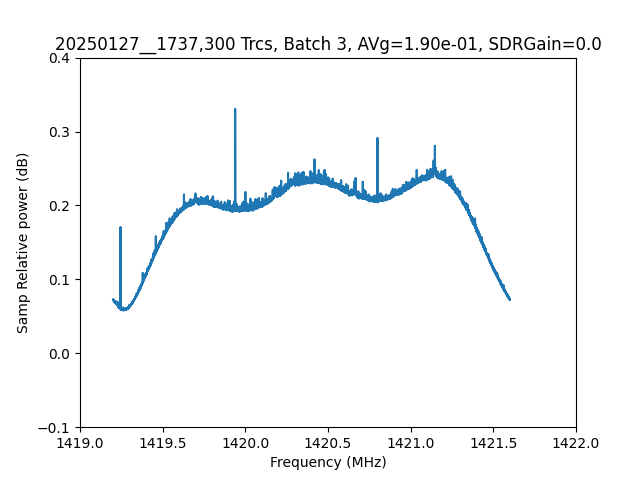 20250127__1737,300 Trcs, Batch 3, AVg=1.90e-01, SDRGain=0.0
0.4
0.3
0.2
0.1
0.0
−0.1
Samp Relative power (dB)
1419.0 1419.5 1420.0 1420.5 1421.0 1421.5 1422.0
Frequency (MHz)